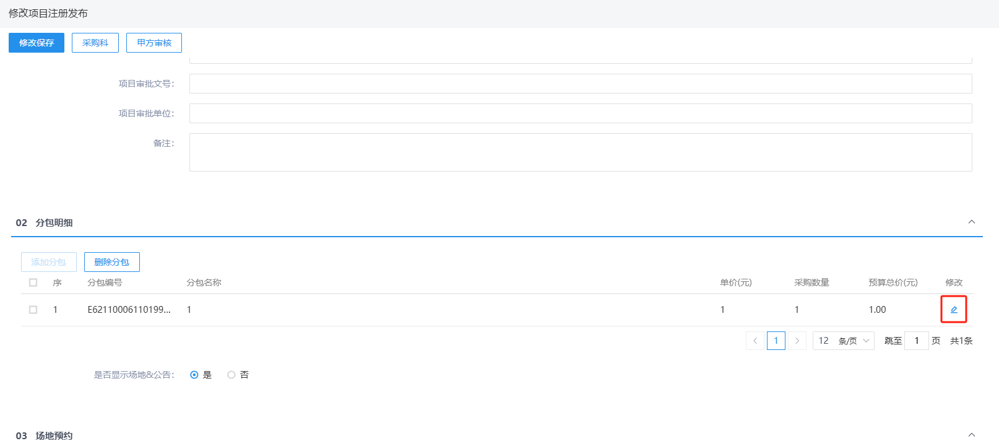 修改项目注册发布
修改保存 采购科 甲方审核
项目审批文号：
项目审批单位：
备注：
02 分包明细
添加分包 删除分包
序 分包编号 分包名称 单价(元) 采购数量 预算总价(元) 修改
1 E62110006110199... 1 1 1 1.00
1 12 条/页 跳至 1 页 共1条
是否显示场地&公告： 是 否
03 场地预约